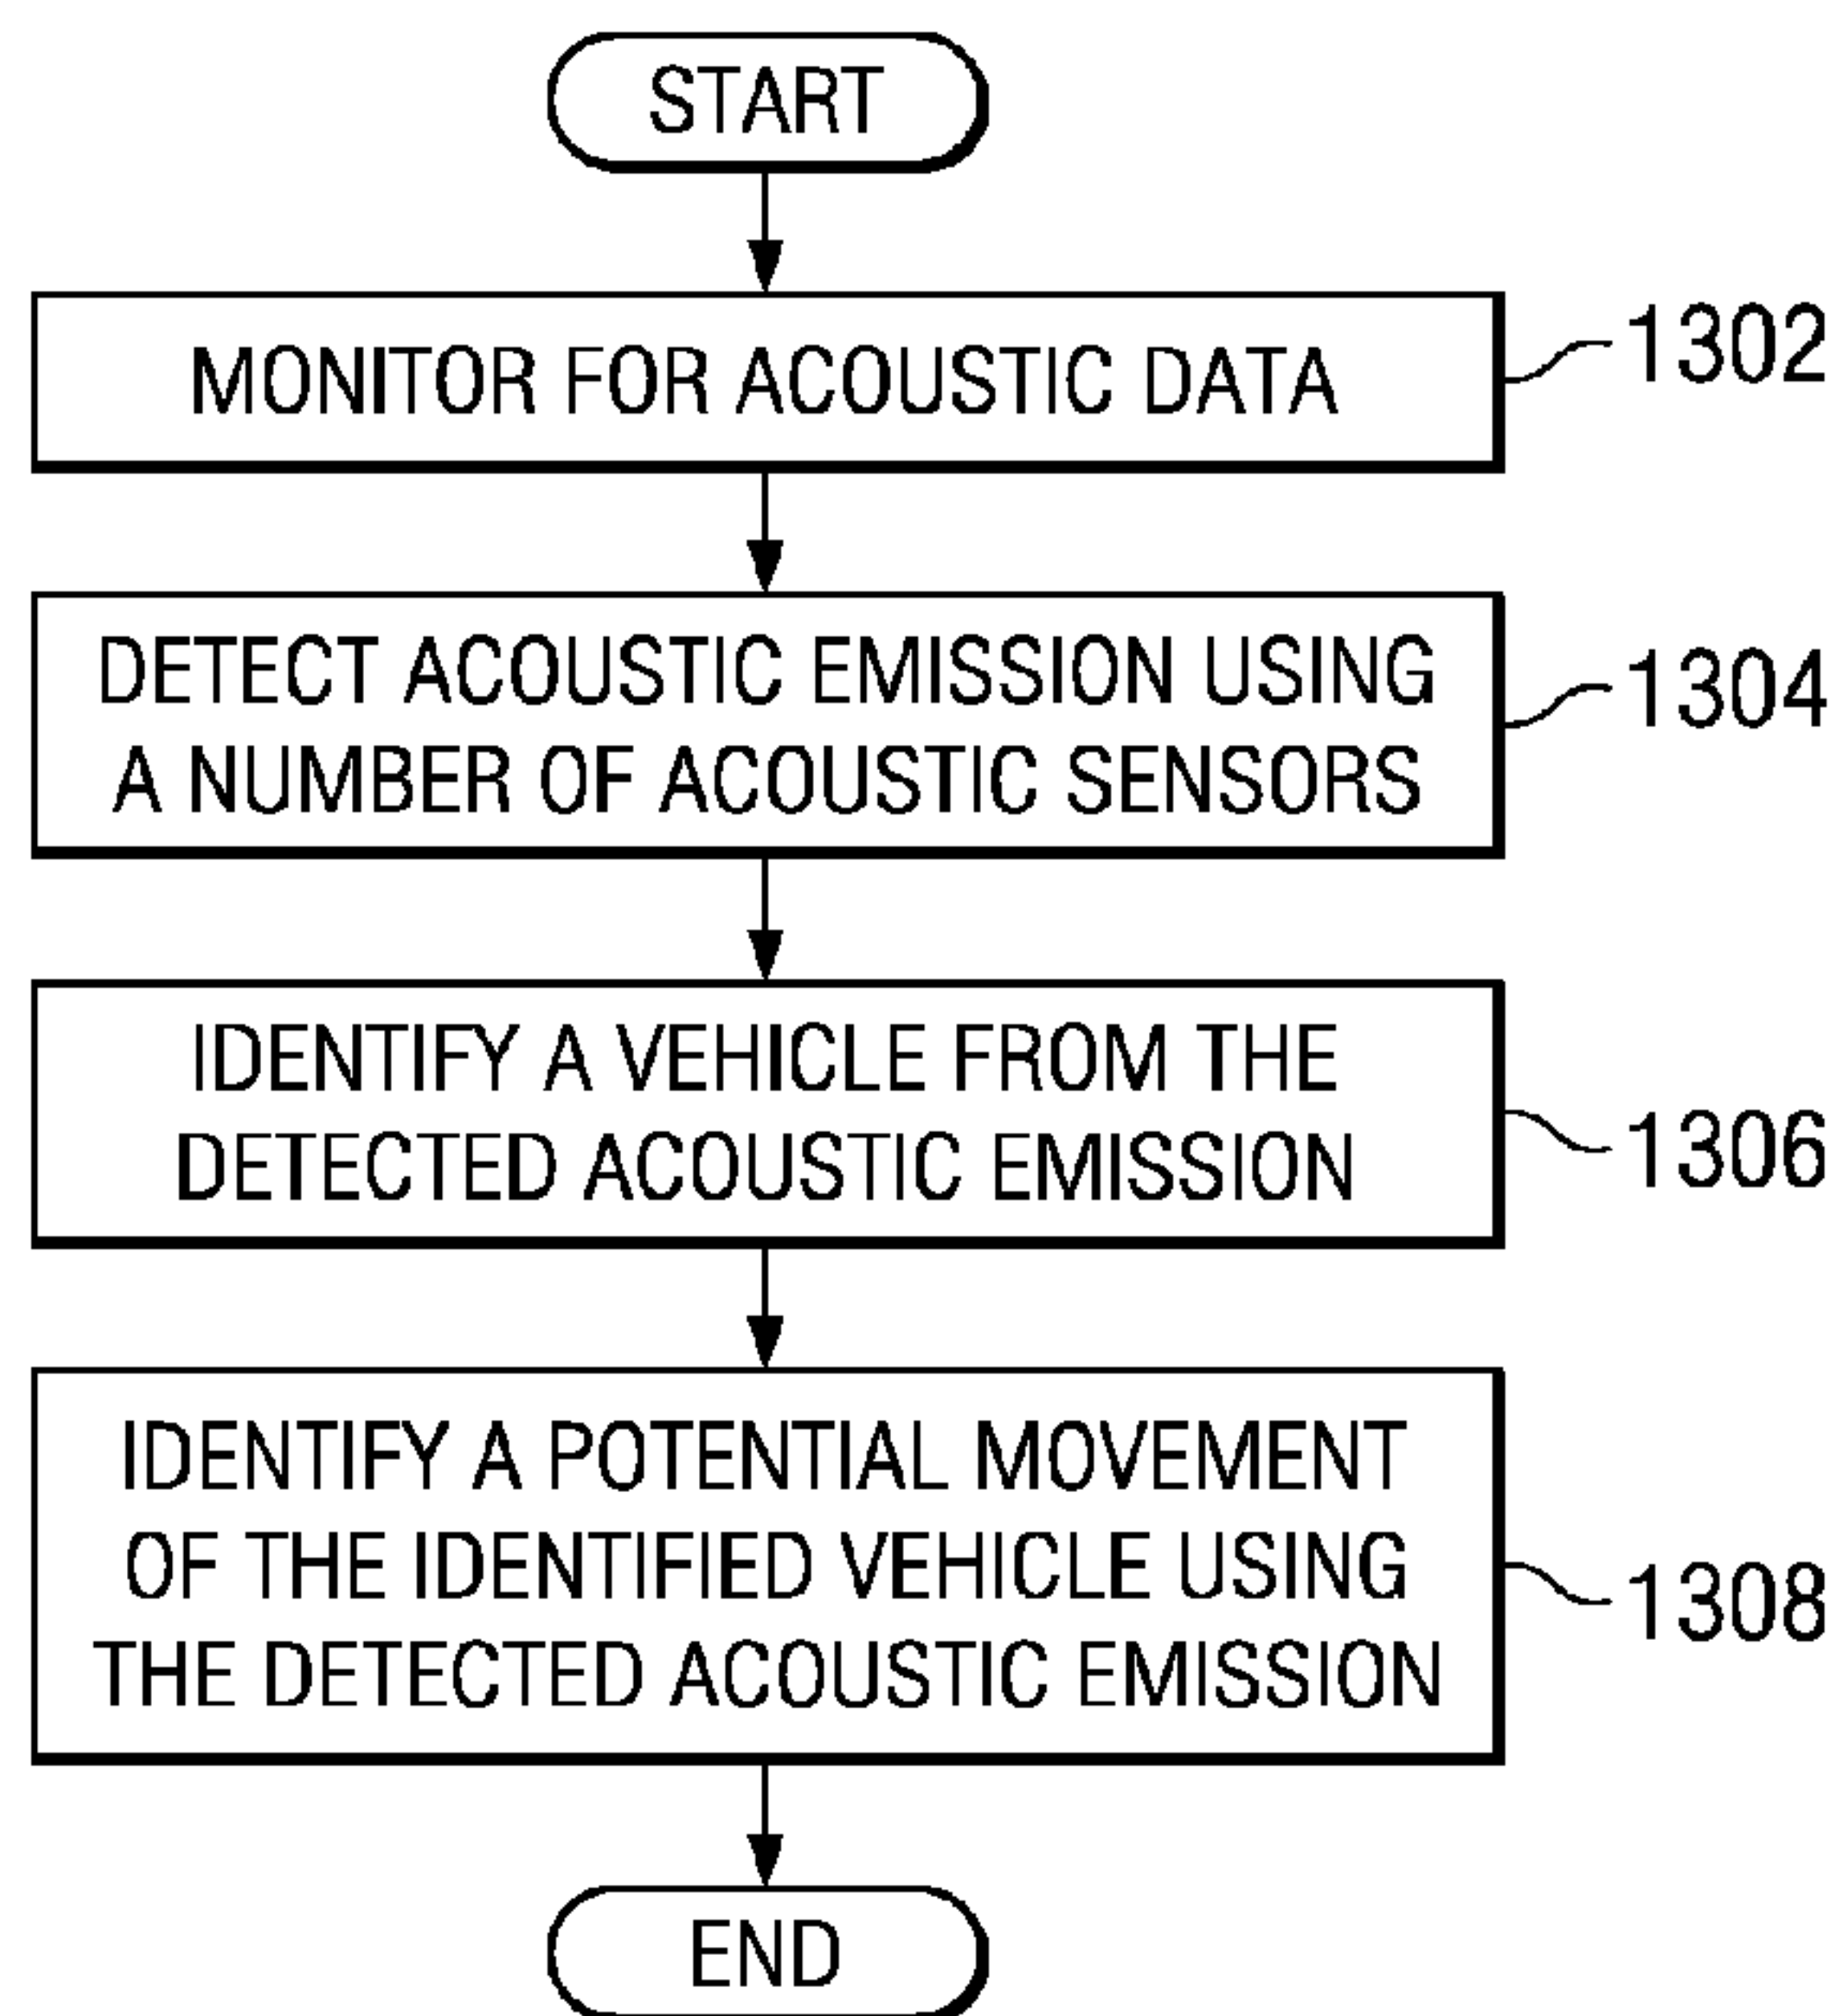 START
MONITOR FOR ACOUSTIC DATA
1302
DETECT ACOUSTIC EMISSION USING
A NUMBER OF ACOUSTIC SENSORS
1304
IDENTIFY A VEHICLE FROM THE
DETECTED ACOUSTIC EMISSION
1306
IDENTIFY A POTENTIAL MOVEMENT
OF THE IDENTIFIED VEHICLE USING
THE DETECTED ACOUSTIC EMISSION
1308
END